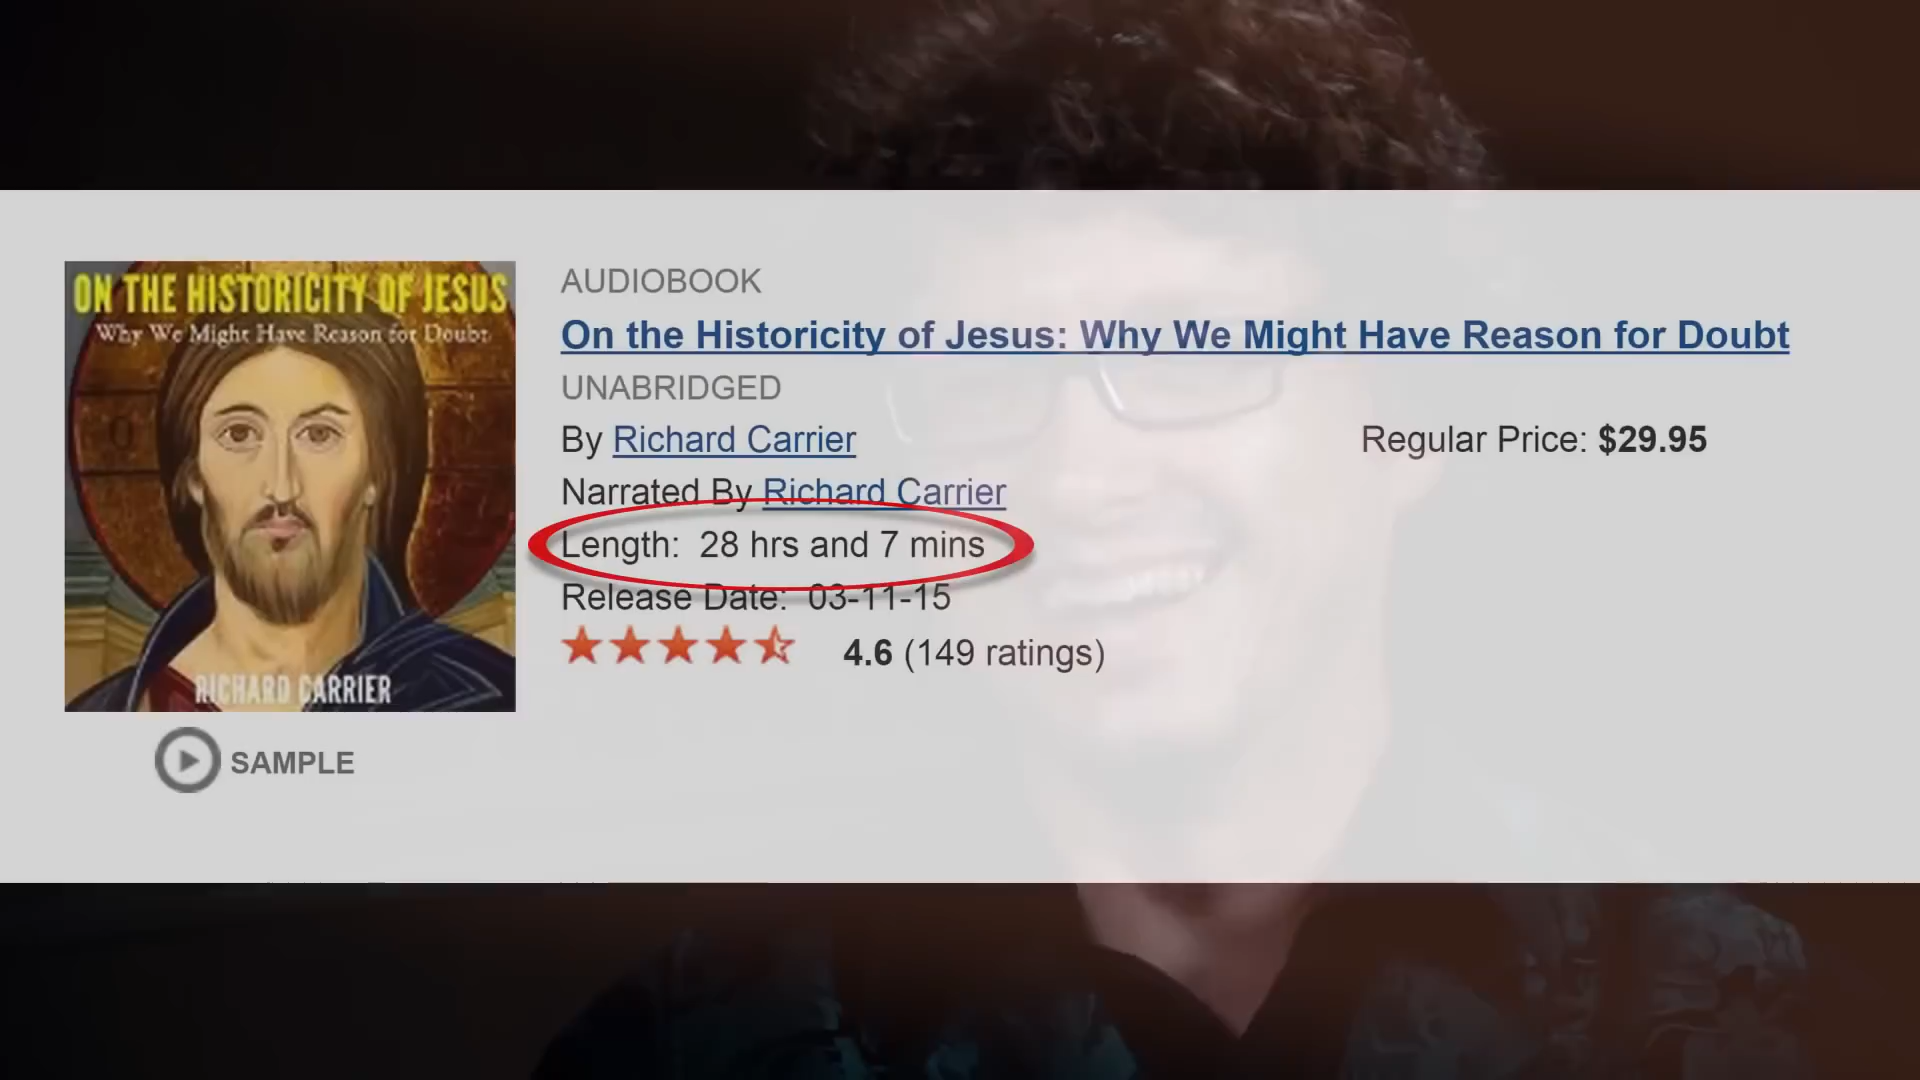 ON THE HISTORICITY OF JESUS
Why We Might Have Reason for Doubt
RICHARD CARRIER
SAMPLE
AUDIOBOOK
On the Historicity of Jesus: Why We Might Have Reason for Doubt
UNABRIDGED
By Richard Carrier
Regular Price: $29.95
Narrated By Richard Carrier
Length: 28 hrs and 7 mins
Release Date: 03-11-15
4.6 (149 ratings)